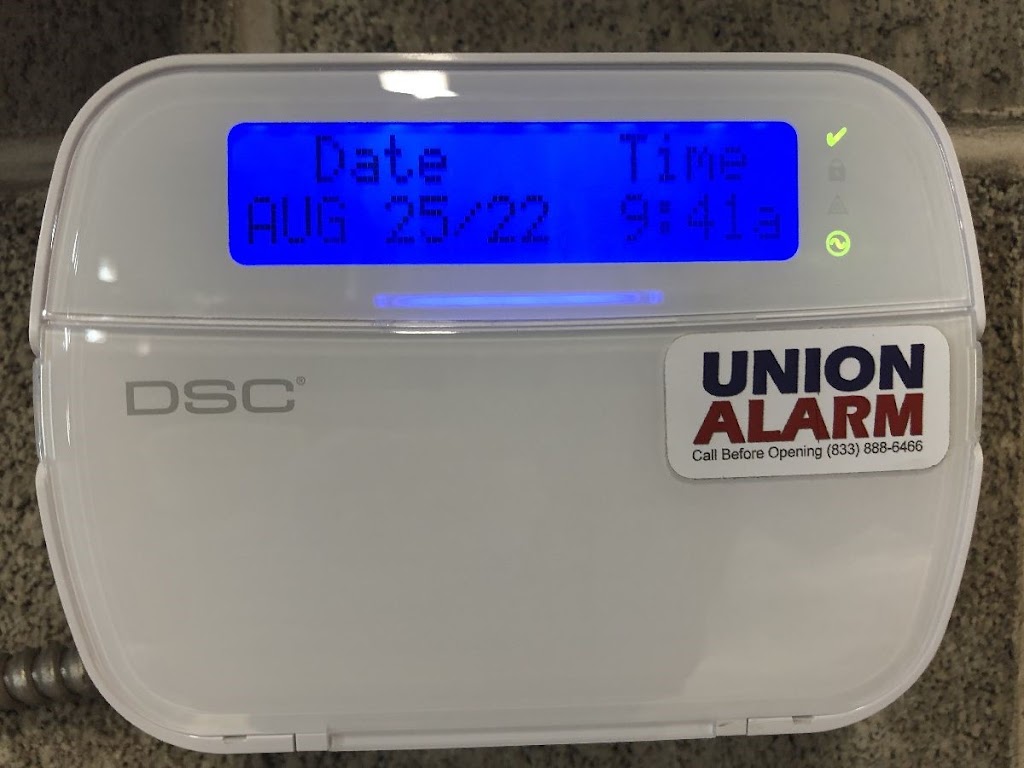 Date Time
AUG 25/22 9:41a
DSC®
UNION
ALARM
Call Before Opening (833) 888-6466